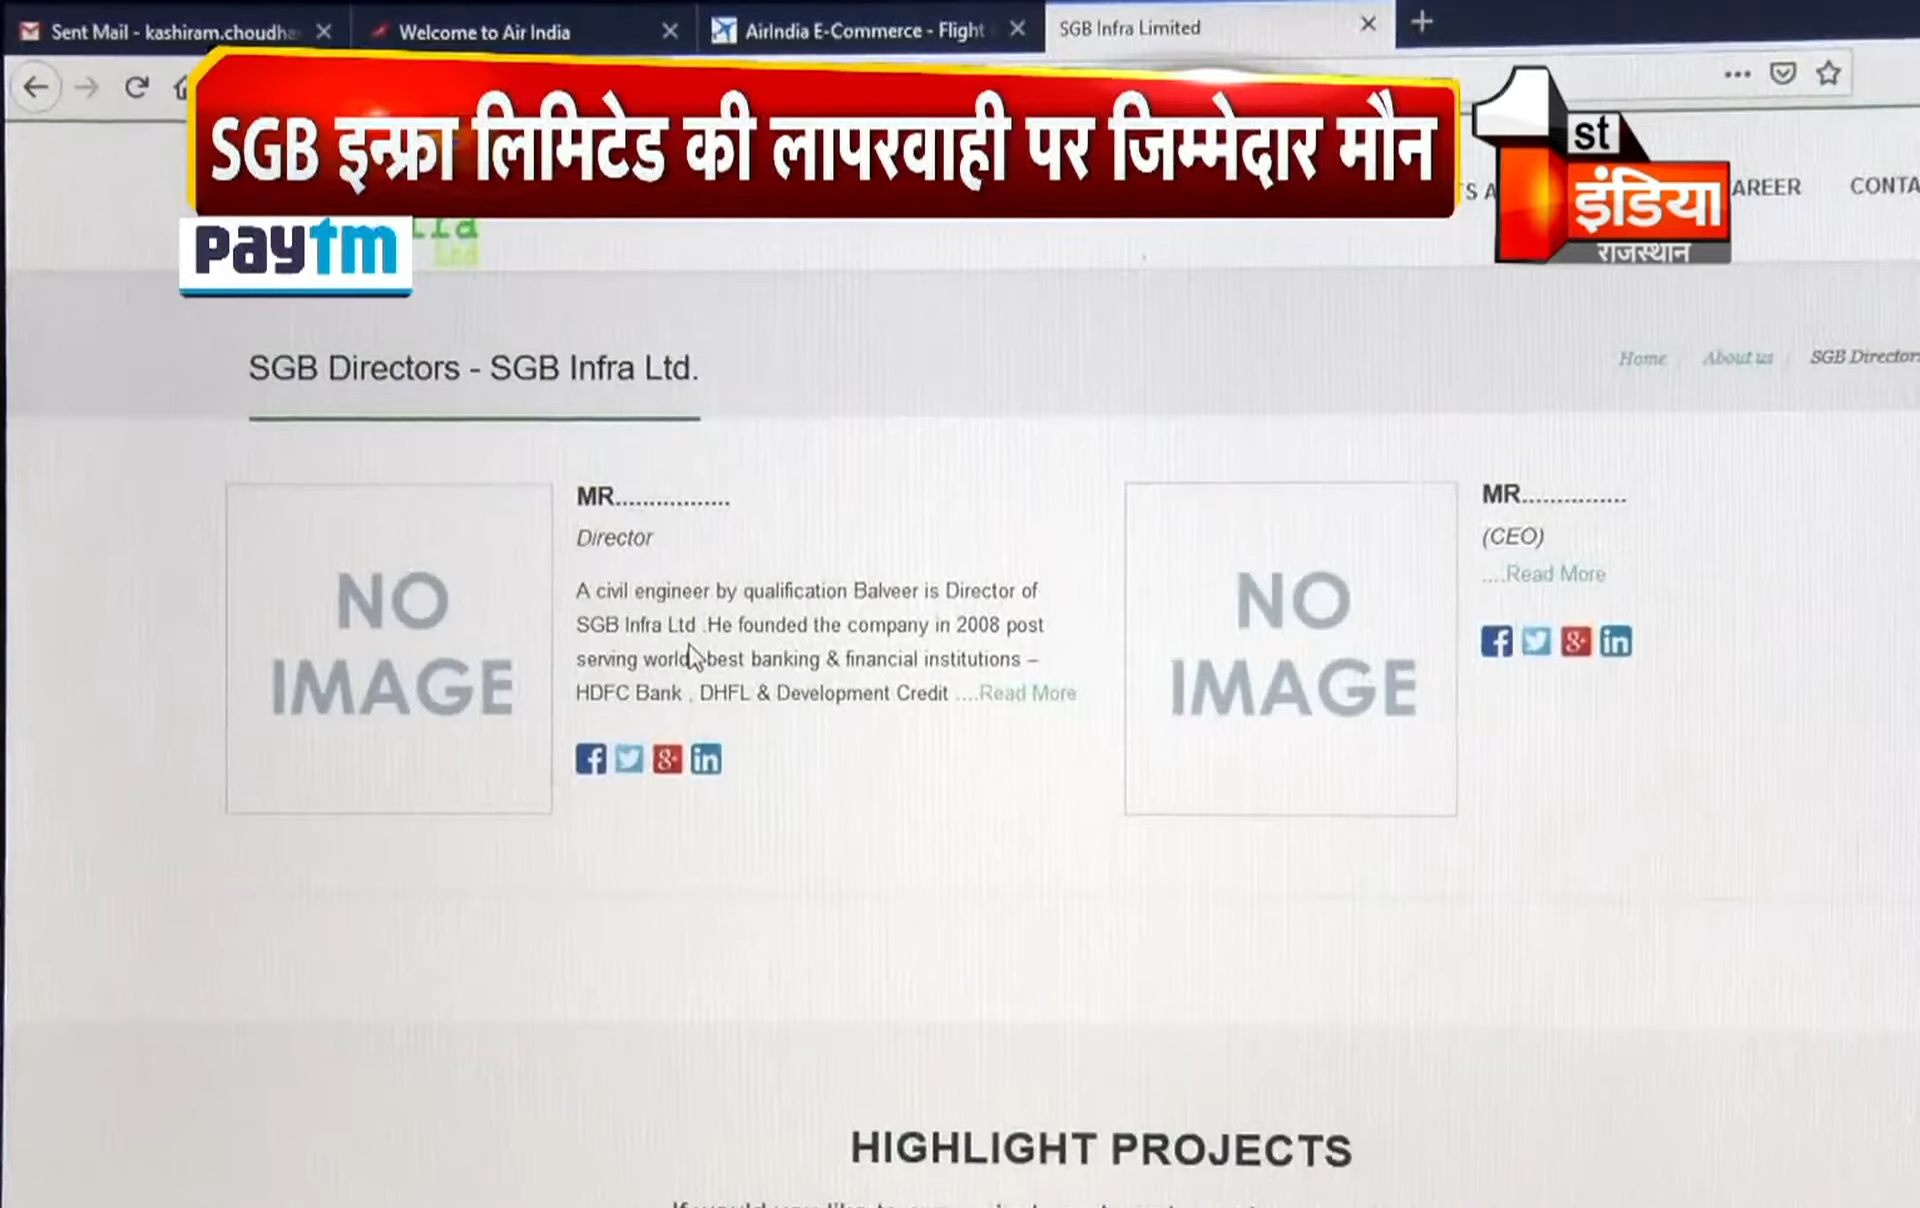 Sent Mail - kashiram.choudha
Welcome to Air India
AirIndia E-Commerce - Flight
SGB Infra Limited
SGB इन्फ्रा लिमिटेड की लापरवाही पर जिम्मेदार मौन
st
इंडिया
राजस्थान
AREER
CONTA
paytm
Ltd
SGB Directors - SGB Infra Ltd.
Home
About us
SGB Directors
NO
IMAGE
MR.................
Director
A civil engineer by qualification Balveer is Director of
SGB Infra Ltd .He founded the company in 2008 post
serving world best banking & financial institutions –
HDFC Bank , DHFL & Development Credit ....Read More
NO
IMAGE
MR...............
(CEO)
....Read More
HIGHLIGHT PROJECTS